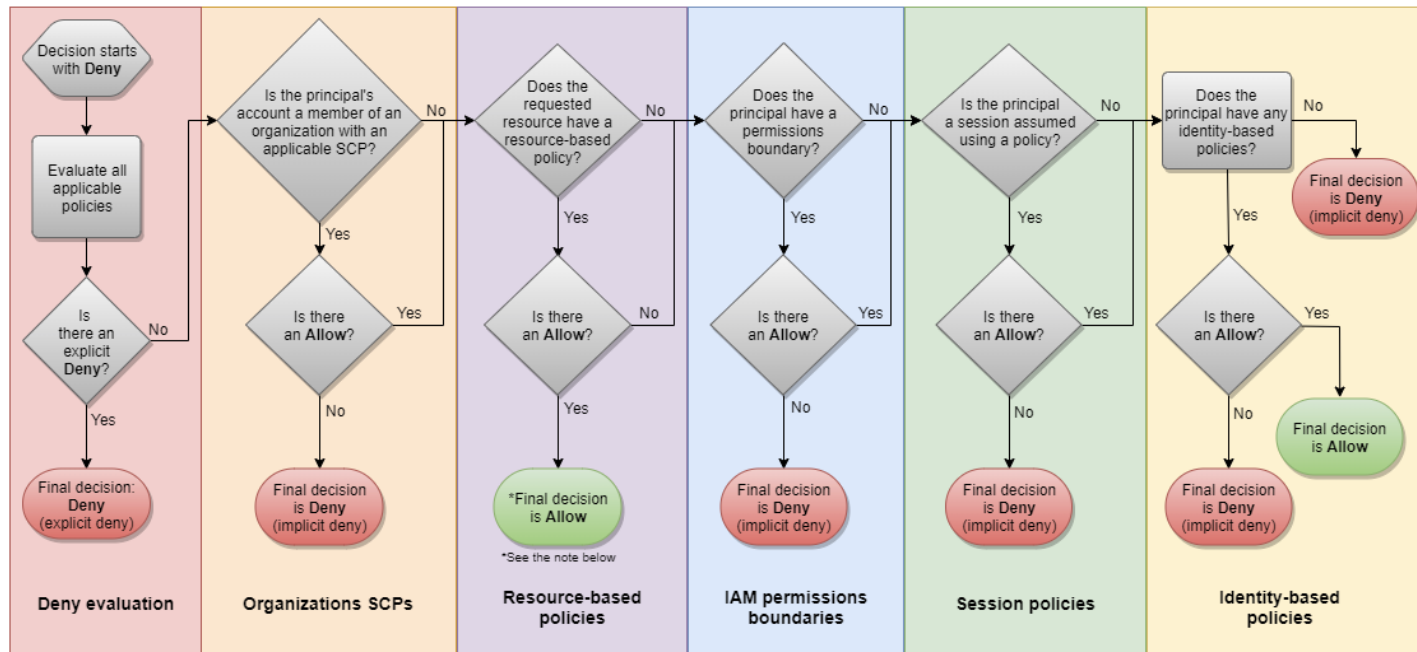 Decision starts
with Deny
Evaluate all
applicable
policies
Is
there an
explicit
Deny?
No
Yes
Final decision:
Deny
(explicit deny)
Deny evaluation
Is the principal's
account a member of an
organization with an
applicable SCP?
No
Yes
Is there
an Allow?
Yes
No
Final decision
is Deny
(implicit deny)
Organizations SCPs
Does the
requested
resource have a
resource-based
policy?
No
Yes
Is there
an Allow?
No
Yes
*Final decision
is Allow
*See the note below
Resource-based
policies
Does the
principal have a
permissions
boundary?
No
Yes
Is there
an Allow?
Yes
No
Final decision
is Deny
(implicit deny)
IAM permissions
boundaries
Is the principal
a session assumed
using a policy?
No
Yes
Is there
an Allow?
Yes
No
Final decision
is Deny
(implicit deny)
Session policies
Does the
principal have any
identity-based
policies?
No
Final decision
is Deny
(implicit deny)
Yes
Is there
an Allow?
Yes
Final decision
is Allow
No
Final decision
is Deny
(implicit deny)
Identity-based
policies